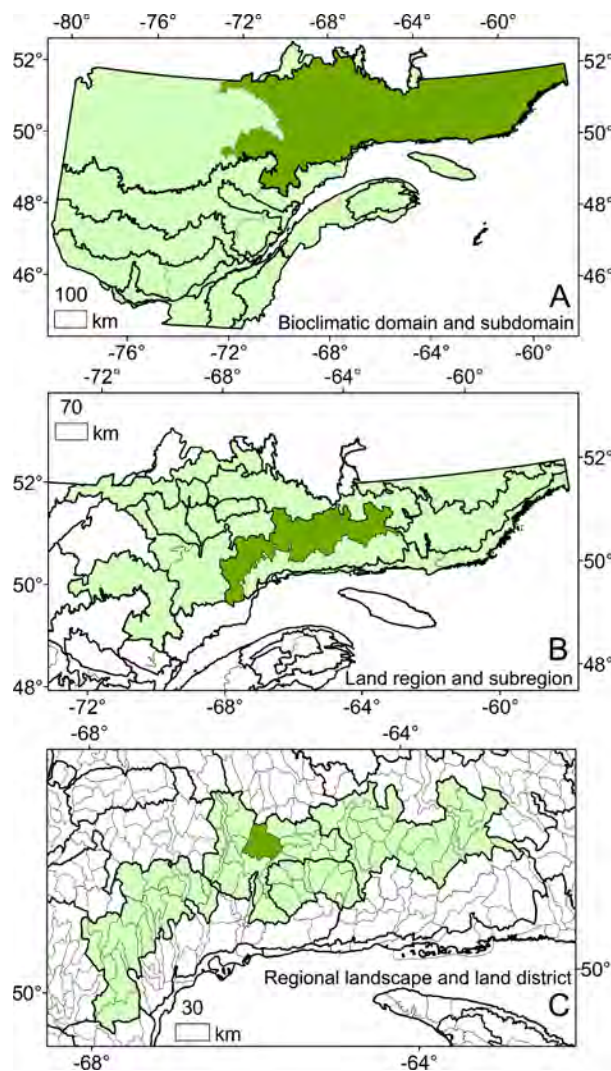 -80° -76° -72° -68° -64° -60°
52° 52°
50° 50°
48° 48°
46° 46°
100
km
A
Bioclimatic domain and subdomain
-76° -72° -68° -64° -60°
-72° -68° -64° -60°
70
km
52° 52°
50° 50°
48° 48°
B
Land region and subregion
-72° -68° -64° -60°
-68° -64°
50° 50°
Regional landscape and land district
C
30
km
-68° -64°